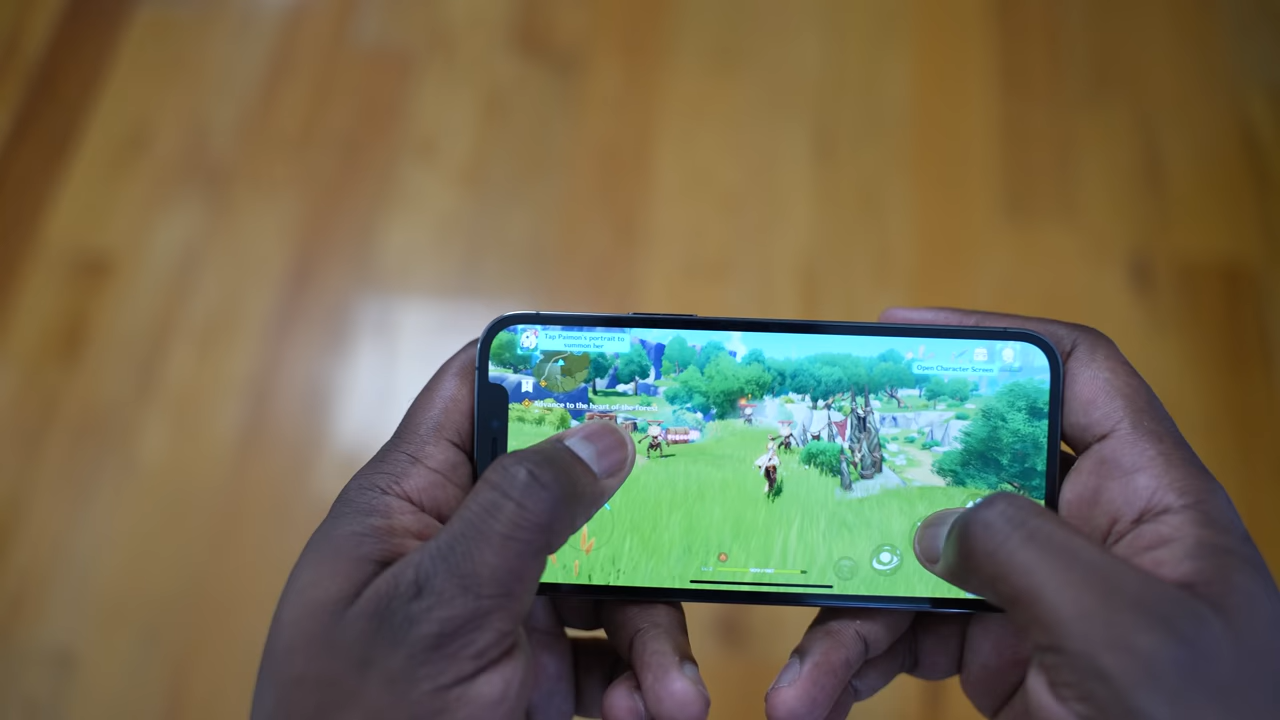 Tap Paimon's portrait to
summon her
Open Character Screen
Advance to the heart of the forest